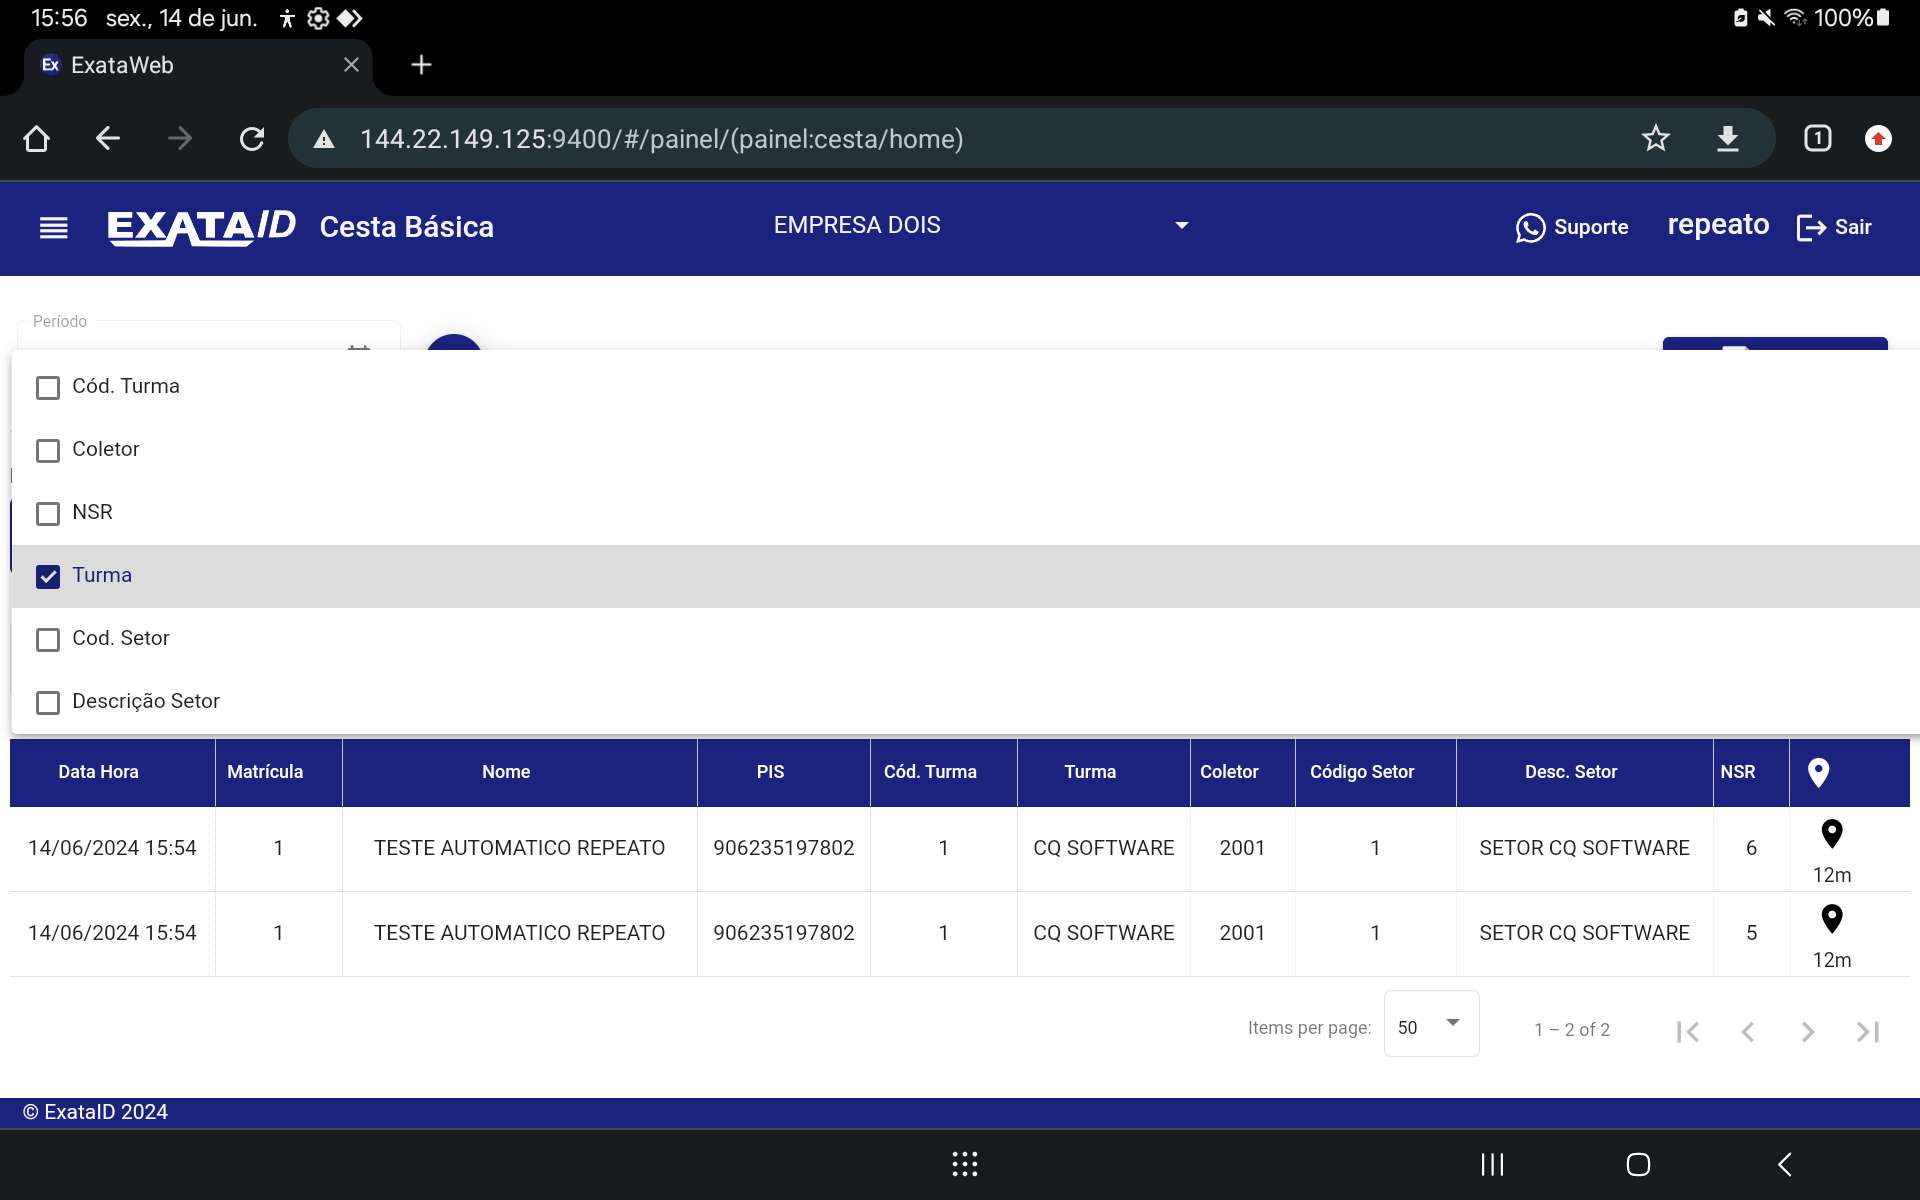 15:56 sex., 14 de jun. 100%
Ex ExataWeb
144.22.149.125:9400/#/painel/(painel:cesta/home) 1
EXATAID Cesta Básica EMPRESA DOIS Suporte repeato Sair
Período
Cód. Turma
Coletor
NSR
Turma
Cod. Setor
Descrição Setor
Data Hora Matrícula Nome PIS Cód. Turma Turma Coletor Código Setor Desc. Setor NSR
14/06/2024 15:54 1 TESTE AUTOMATICO REPEATO 906235197802 1 CQ SOFTWARE 2001 1 SETOR CQ SOFTWARE 6 12m
14/06/2024 15:54 1 TESTE AUTOMATICO REPEATO 906235197802 1 CQ SOFTWARE 2001 1 SETOR CQ SOFTWARE 5 12m
Items per page: 50 1 – 2 of 2
© ExataID 2024